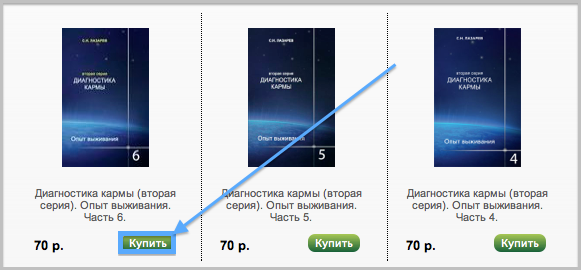 С.Н. ЛАЗАРЕВ
вторая серия
ДИАГНОСТИКА
КАРМЫ
Опыт выживания
6
Диагностика кармы (вторая
серия). Опыт выживания.
Часть 6.
70 р.
Купить
С.Н. ЛАЗАРЕВ
вторая серия
ДИАГНОСТИКА
КАРМЫ
Опыт выживания
5
Диагностика кармы (вторая
серия). Опыт выживания.
Часть 5.
70 р.
Купить
С.Н. ЛАЗАРЕВ
вторая серия
ДИАГНОСТИКА
КАРМЫ
Опыт выживания
4
Диагностика кармы (вторая
серия). Опыт выживания.
Часть 4.
70 р.
Купить